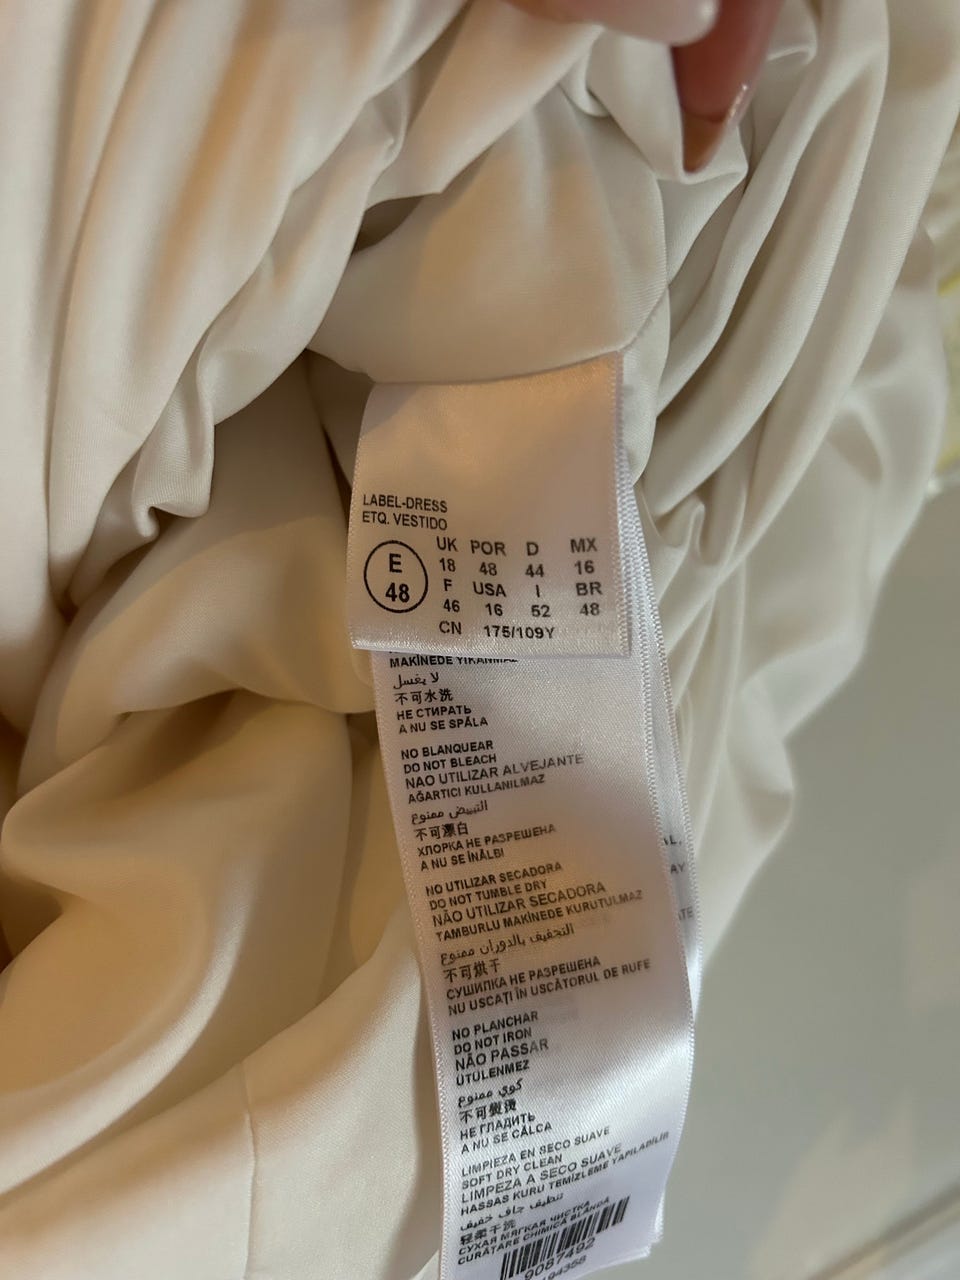 LABEL-DRESS
ETQ. VESTIDO
E 48
UK POR D MX
18 48 44 16
F USA I BR
46 16 52 48
CN 175/109Y
MAKİNEDE YIKANMAZ
لا يغسل
不可水洗
НЕ СТИРАТЬ
A NU SE SPĂLA
NO BLANQUEAR
DO NOT BLEACH
NAO UTILIZAR ALVEJANTE
AĞARTICI KULLANILMAZ
التبييض ممنوع
不可漂白
ХЛОРКА НЕ РАЗРЕШЕНА
A NU SE ÎNĂLBI
NO UTILIZAR SECADORA
DO NOT TUMBLE DRY
NÃO UTILIZAR SECADORA
TAMBURLU MAKİNEDE KURUTULMAZ
التجفيف بالدوران ممنوع
不可烘干
СУШИЛКА НЕ РАЗРЕШЕНА
NU USCAȚI ÎN USCĂTORUL DE RUFE
NO PLANCHAR
DO NOT IRON
NÃO PASSAR
ÜTÜLENMEZ
كوي ممنوع
不可熨烫
НЕ ГЛАДИТЬ
A NU SE CĂLCA
LIMPIEZA EN SECO SUAVE
SOFT DRY CLEAN
LIMPEZA A SECO SUAVE
HASSAS KURU TEMİZLEME YAPILABİLİR
تنظيف جاف خفيف
轻柔干洗
СУХАЯ МЯГКАЯ ЧИСТКА
CURĂȚARE CHIMICĂ BLANDA
9087492